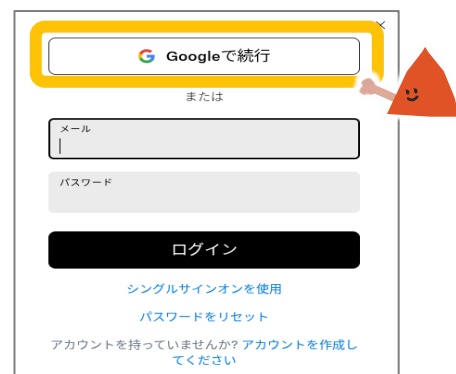 Googleで続行
または
メール
パスワード
ログイン
シングルサインオンを使用
パスワードをリセット
アカウントを持っていませんか? アカウントを作成し
てください